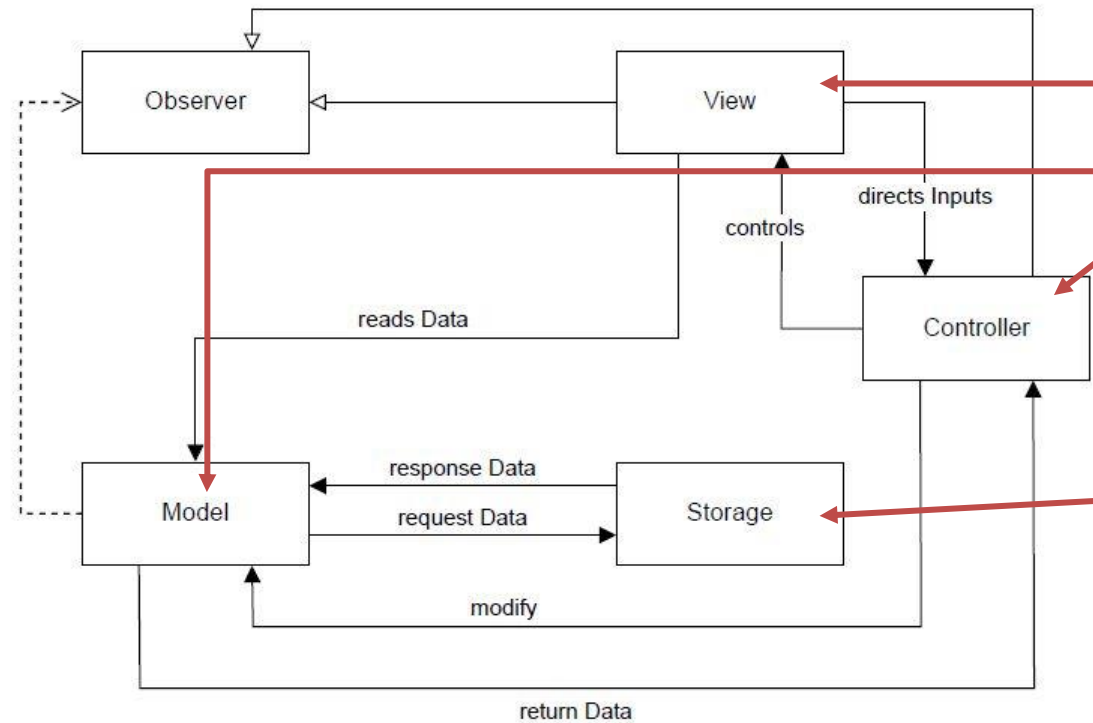 Observer
View
directs Inputs
controls
reads Data
Controller
response Data
Model
request Data
Storage
modify
return Data